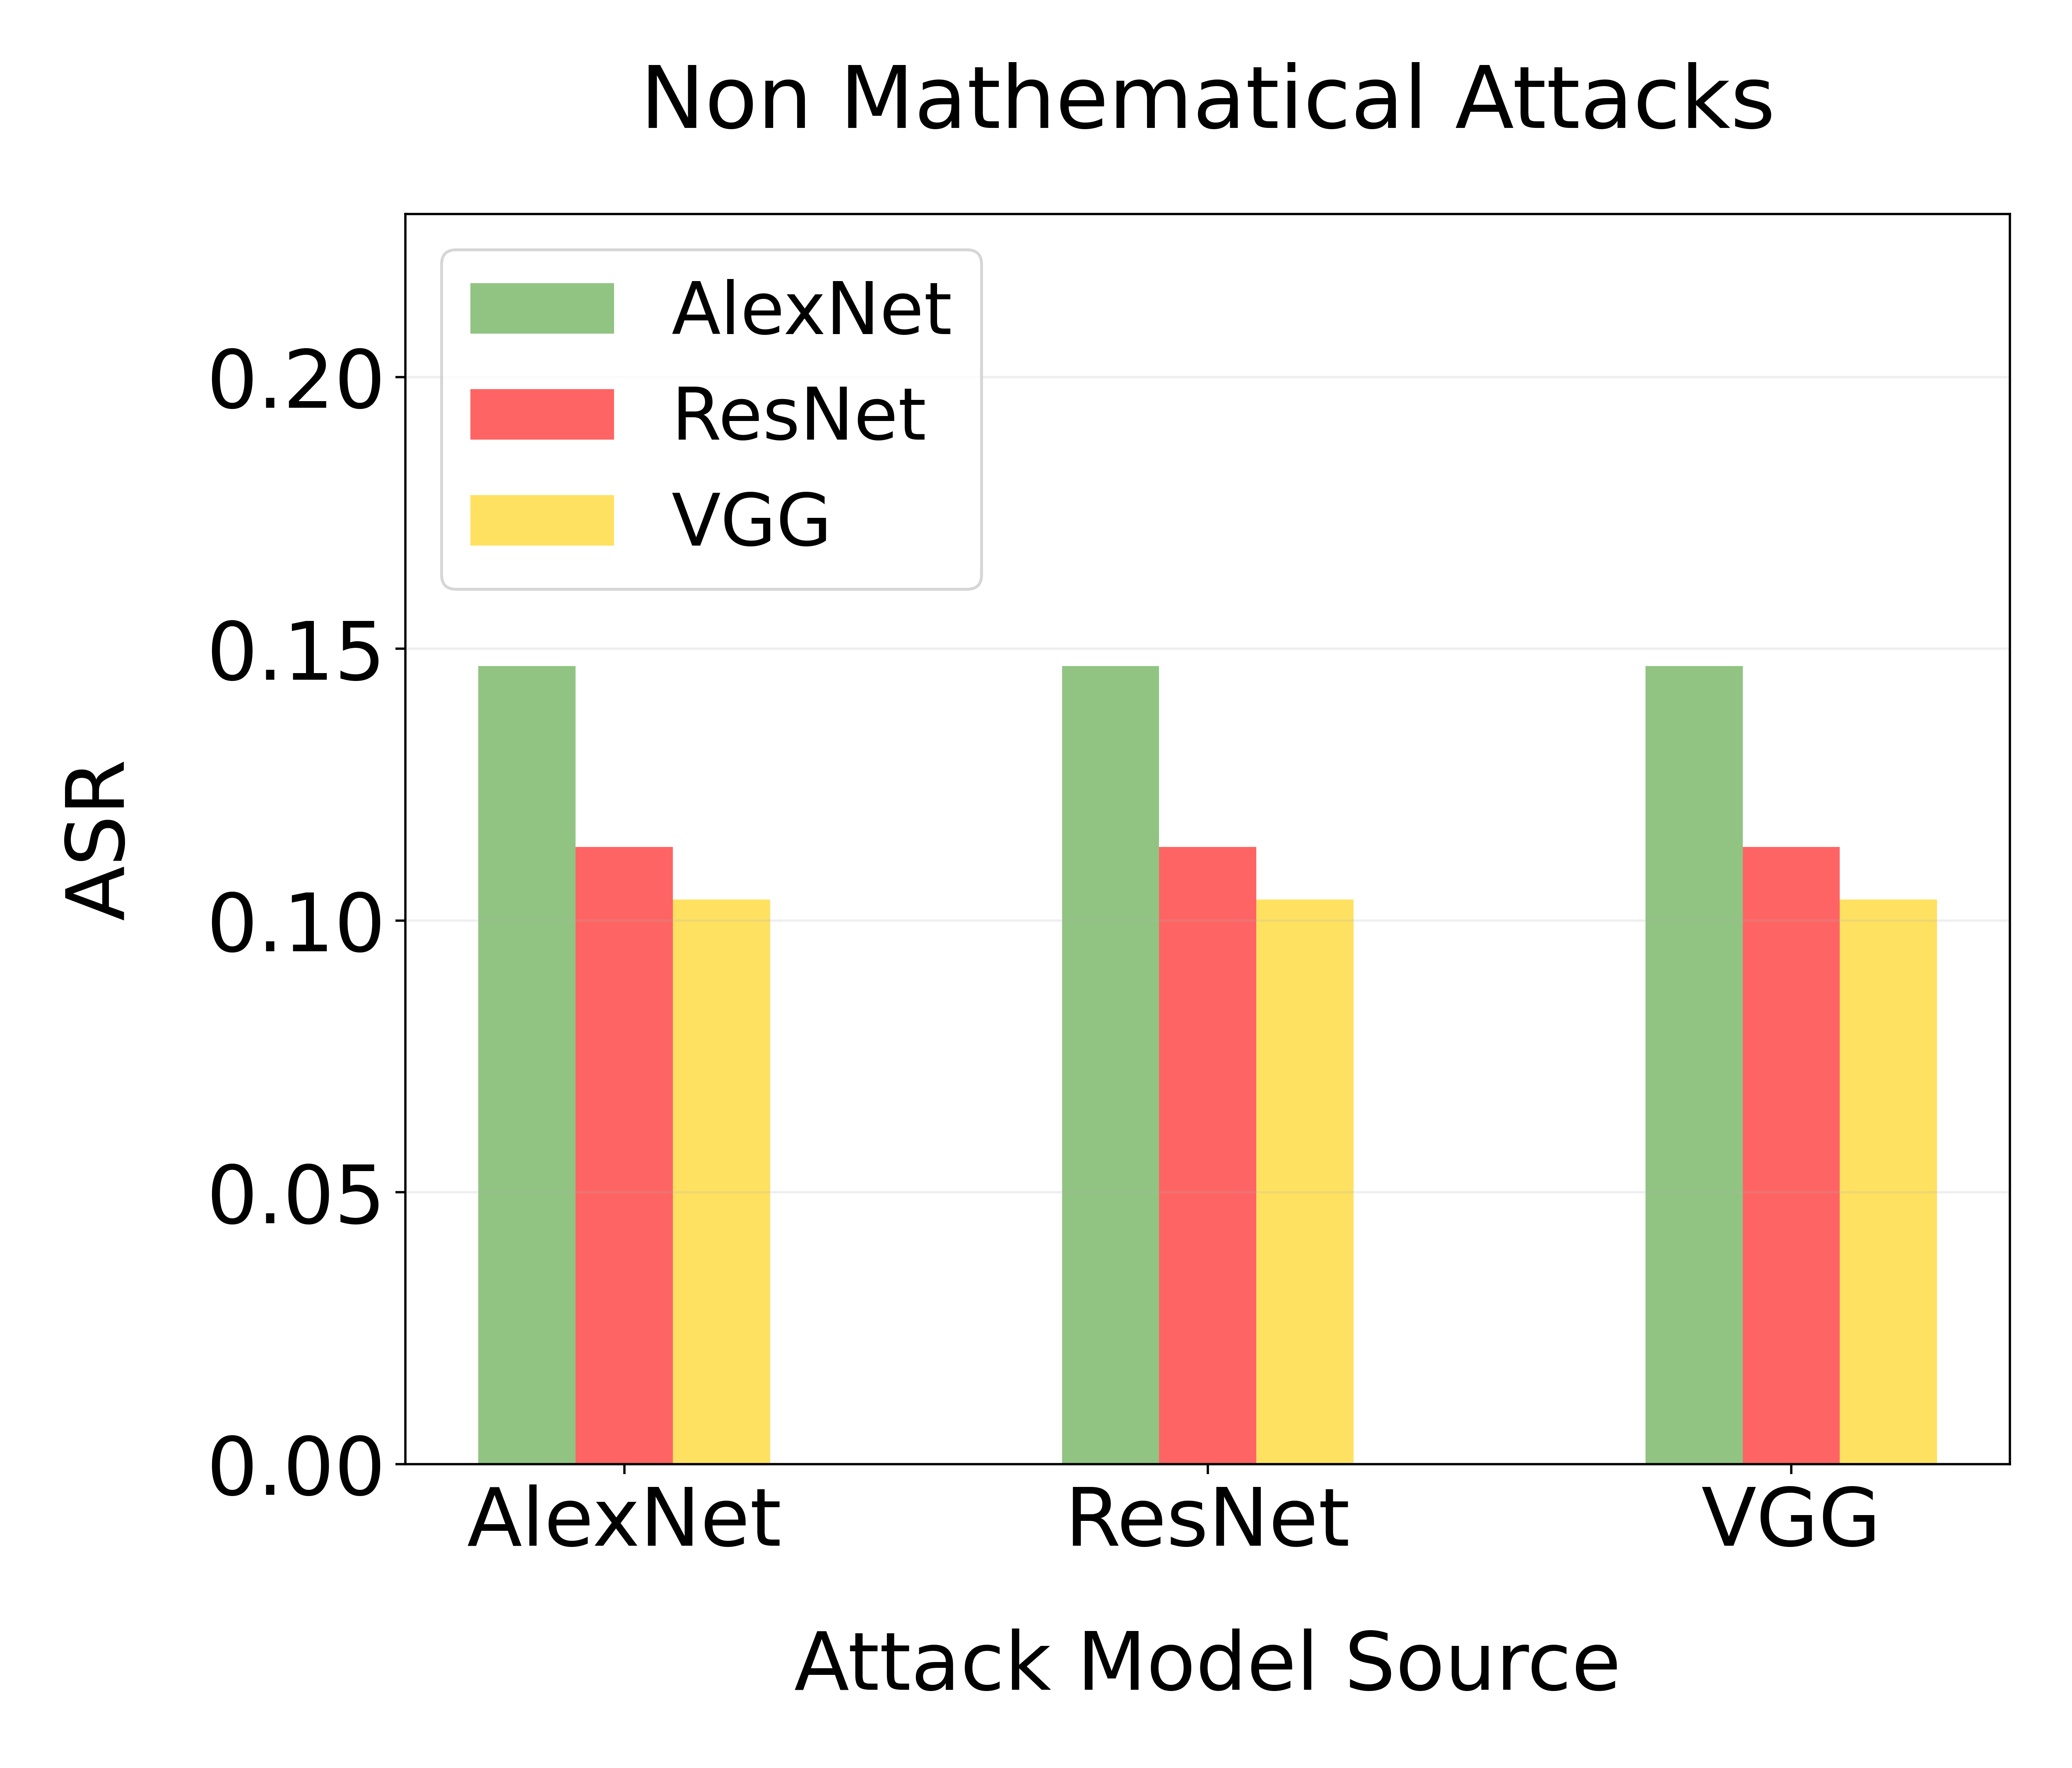 Non Mathematical Attacks
AlexNet
ResNet
VGG
0.20
0.15
0.10
0.05
0.00
ASR
AlexNet
ResNet
VGG
Attack Model Source